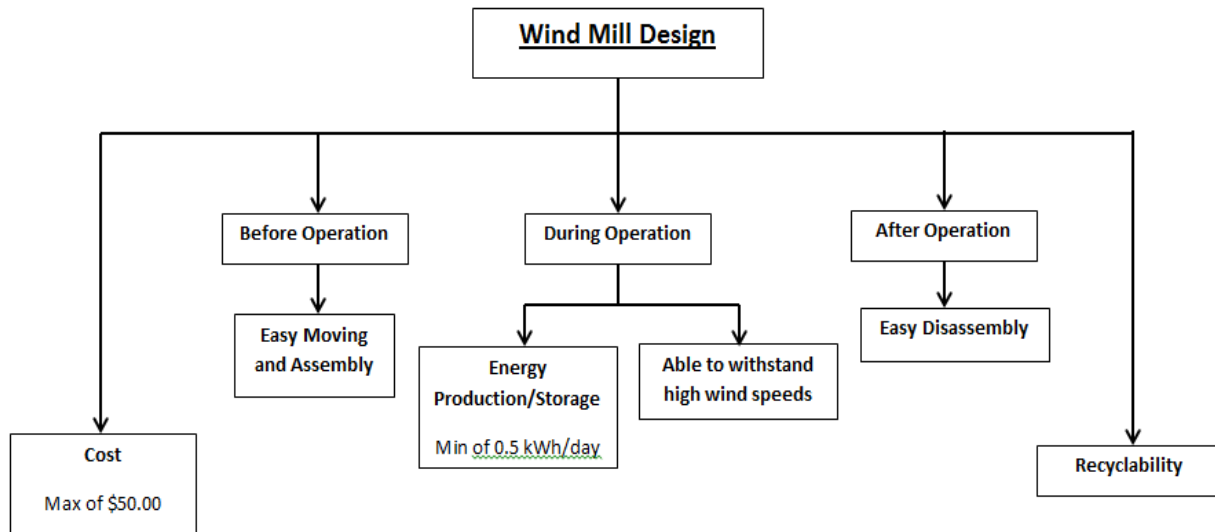 Wind Mill Design
Before Operation
During Operation
After Operation
Easy Moving
and Assembly
Energy
Production/Storage
Min of 0.5 kWh/day
Able to withstand
high wind speeds
Easy Disassembly
Cost
Max of $50.00
Recyclability